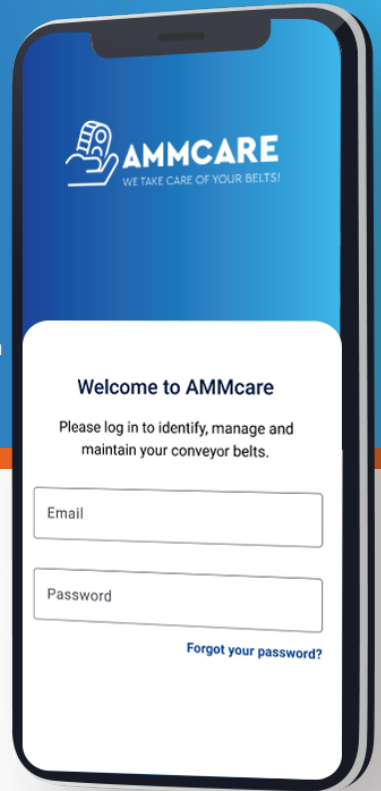 AMMCARE
WE TAKE CARE OF YOUR BELTS!
Welcome to AMMcare
Please log in to identify, manage and
maintain your conveyor belts.
Email
Password
Forgot your password?